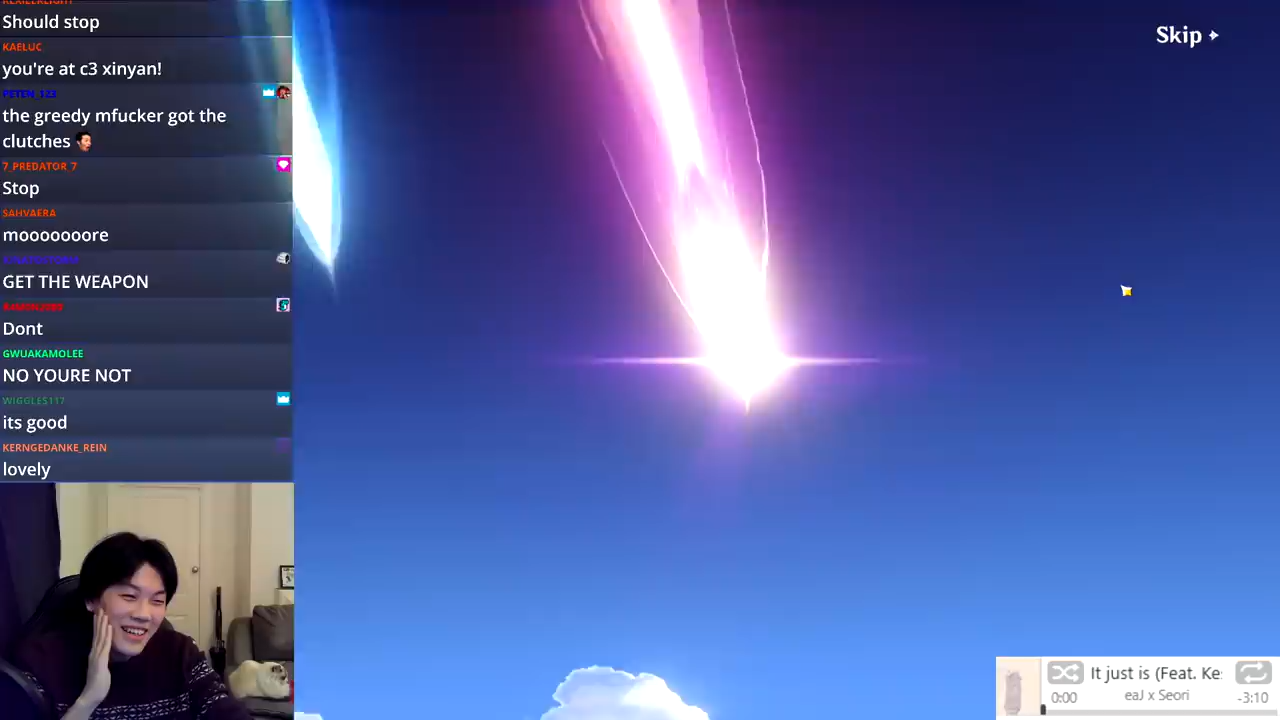 Should stop
KAELUC
you're at c3 xinyan!
PETEN_123
the greedy mfucker got the
clutches
7_PREDATOR_7
Stop
SAHVAERA
mooooooore
GET THE WEAPON
Dont
GWUAKAMOLEE
NO YOURE NOT
WIGGLES117
its good
KERNGEDANKE_REIN
lovely
Skip
It just is (Feat. Ke
eaJ x Seori
0:00
-3:10